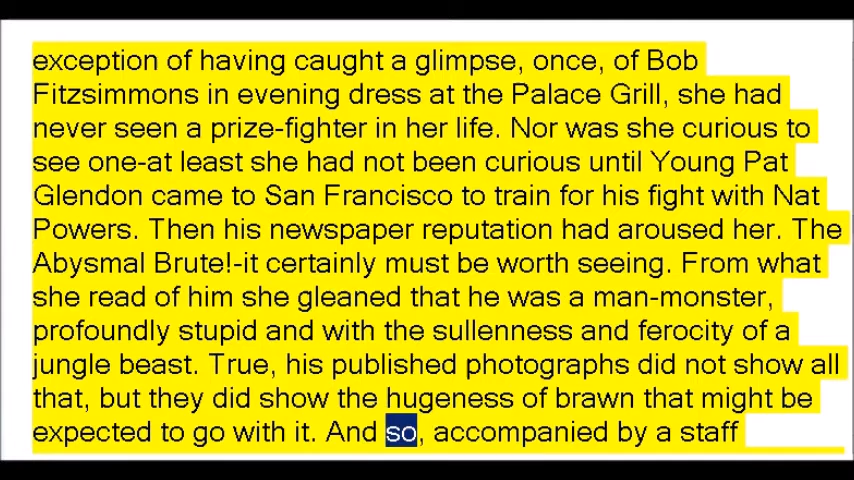 exception of having caught a glimpse, once, of Bob
Fitzsimmons in evening dress at the Palace Grill, she had
never seen a prize-fighter in her life. Nor was she curious to
see one-at least she had not been curious until Young Pat
Glendon came to San Francisco to train for his fight with Nat
Powers. Then his newspaper reputation had aroused her. The
Abysmal Brute!-it certainly must be worth seeing. From what
she read of him she gleaned that he was a man-monster,
profoundly stupid and with the sullenness and ferocity of a
jungle beast. True, his published photographs did not show all
that, but they did show the hugeness of brawn that might be
expected to go with it. And so, accompanied by a staff